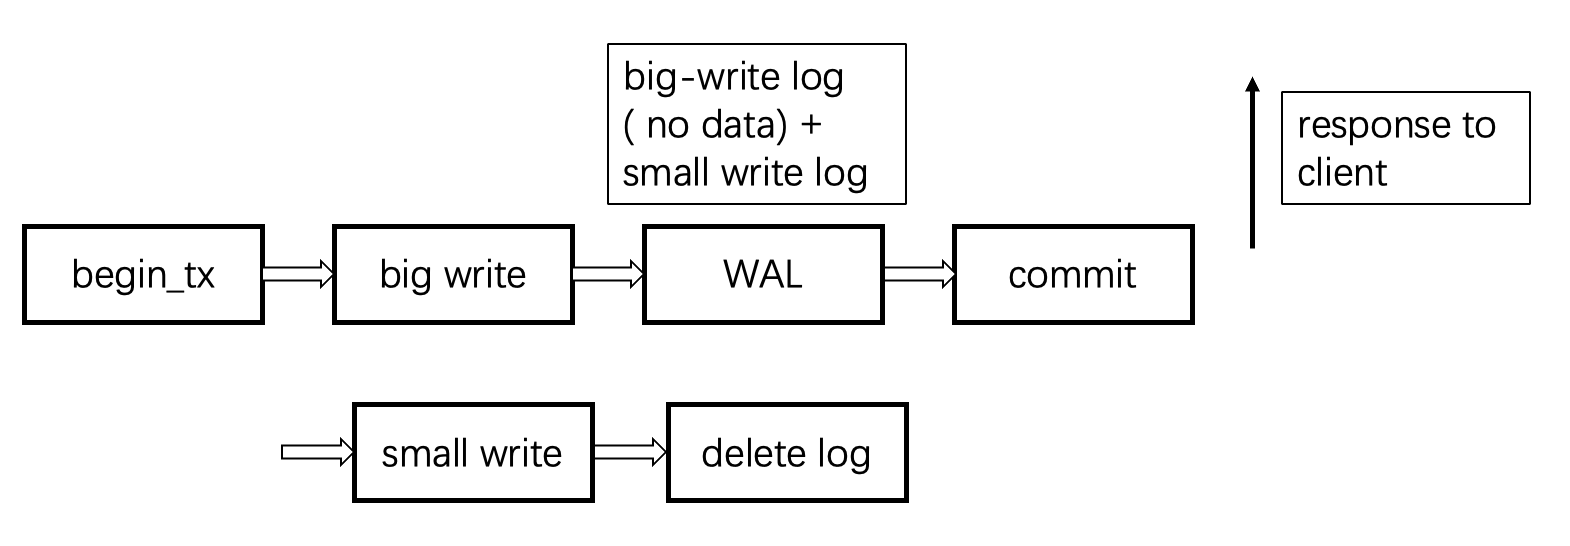 big-write log
( no data) +
small write log
response to
client
begin_tx
big write
WAL
commit
small write
delete log